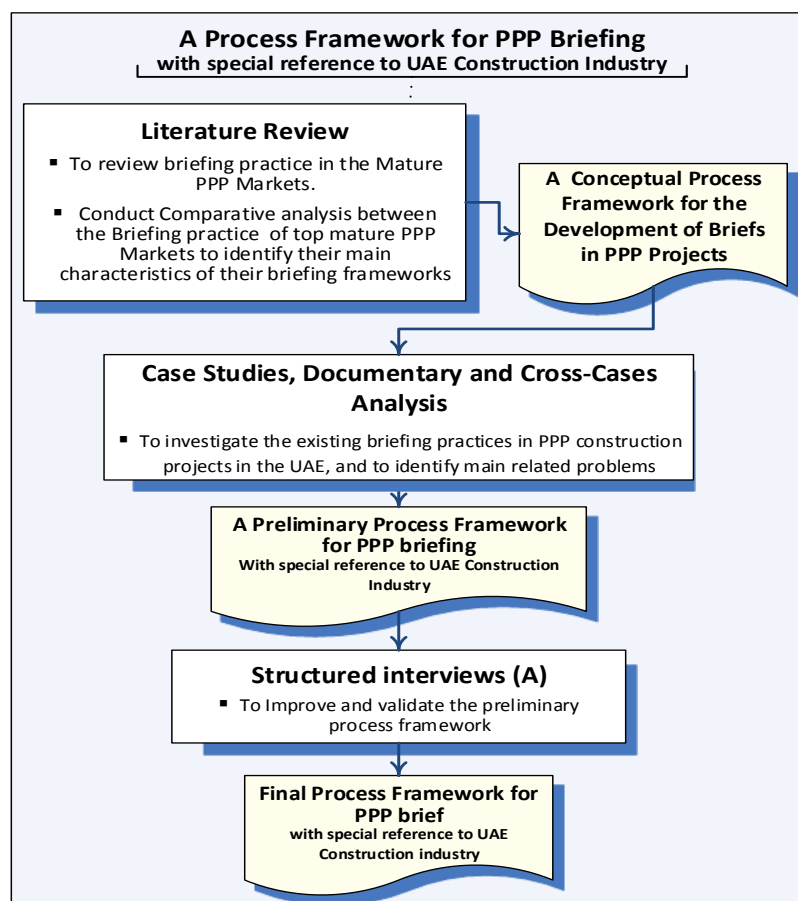 A Process Framework for PPP Briefing
with special reference to UAE Construction Industry
Literature Review
▪ To review briefing practice in the Mature
PPP Markets.
▪ Conduct Comparative analysis between
the Briefing practice of top mature PPP
Markets to identify their main
characteristics of their briefing frameworks
A Conceptual Process
Framework for the
Development of Briefs
in PPP Projects
Case Studies, Documentary and Cross-Cases
Analysis
▪ To investigate the existing briefing practices in PPP construction
projects in the UAE, and to identify main related problems
A Preliminary Process Framework
for PPP briefing
With special reference to UAE Construction
Industry
Structured interviews (A)
▪ To Improve and validate the preliminary
process framework
Final Process Framework for
PPP brief
with special reference to UAE
Construction industry